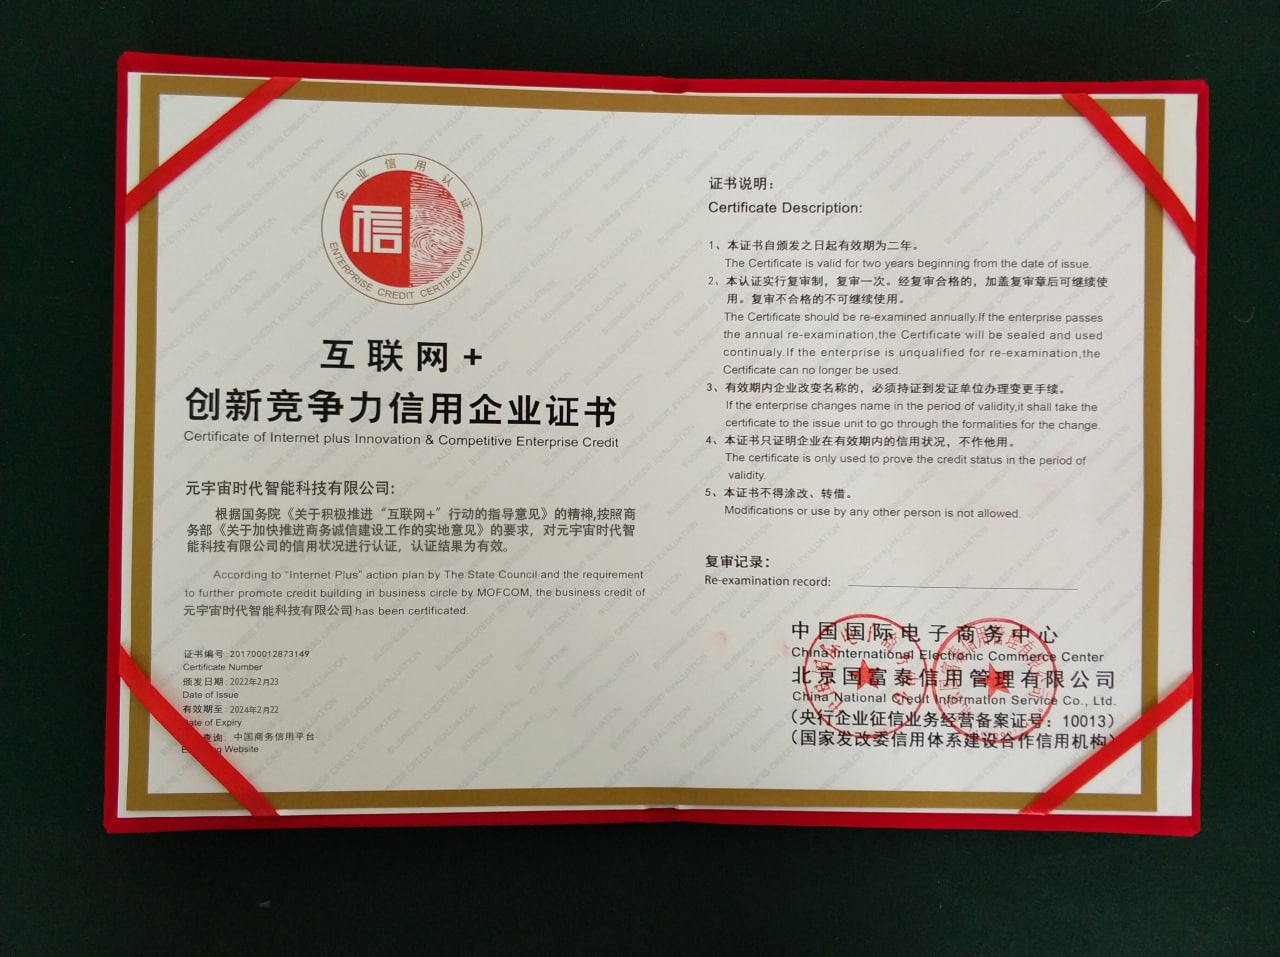 企业信用认证
信
ENTERPRISE CREDIT CERTIFICATION
互联网+
创新竞争力信用企业证书
Certificate of Internet plus Innovation & Competitive Enterprise Credit
元宇宙时代智能科技有限公司:
根据国务院《关于积极推进“互联网+”行动的指导意见》的精神,按照商
务部《关于加快推进商务诚信建设工作的实地意见》的要求，对元宇宙时代智
能科技有限公司的信用状况进行认证，认证结果为有效。
According to "Internet Plus" action plan by The State Council and the requirement
to further promote credit building in business circle by MOFCOM, the business credit of
元宇宙时代智能科技有限公司 has been certificated.
证书编号:201700012873149
Certificate Number
颁发日期:2022年2月23
Date of Issue
有效期至:2024年2月22
ate of Expiry
查询：中国商务信用平台
Website
证书说明：
Certificate Description:
1、本证书自颁发之日起有效期为二年。
The Certificate is valid for two years beginning from the date of issue.
2、本认证实行复审制，复审一次。经复审合格的，加盖复审章后可继续使
用。复审不合格的不可继续使用。
The Certificate should be re-examined annually.If the enterprise passes
the annual re-examination,the Certificate will be sealed and used
continualy.If the enterprise is unqualified for re-examination,the
Certificate can no longer be used.
3、有效期内企业改变名称的，必须持证到发证单位办理变更手续。
If the enterprise changes name in the period of validity,it shall take the
certificate to the issue unit to go through the formalities for the change.
4、本证书只证明企业在有效期内的信用状况，不作他用。
The certificate is only used to prove the credit status in the period of
validity.
5、本证书不得涂改、转借。
Modifications or use by any other person is not allowed.
复审记录：
Re-examination record:
中国国际电子商务中心
China International Electronic Commerce Center
北京国富泰信用管理有限公司
China National Credit Information Service Co., Ltd.
（央行企业征信业务经营备案证号：10013）
（国家发改委信用体系建设合作信用机构）